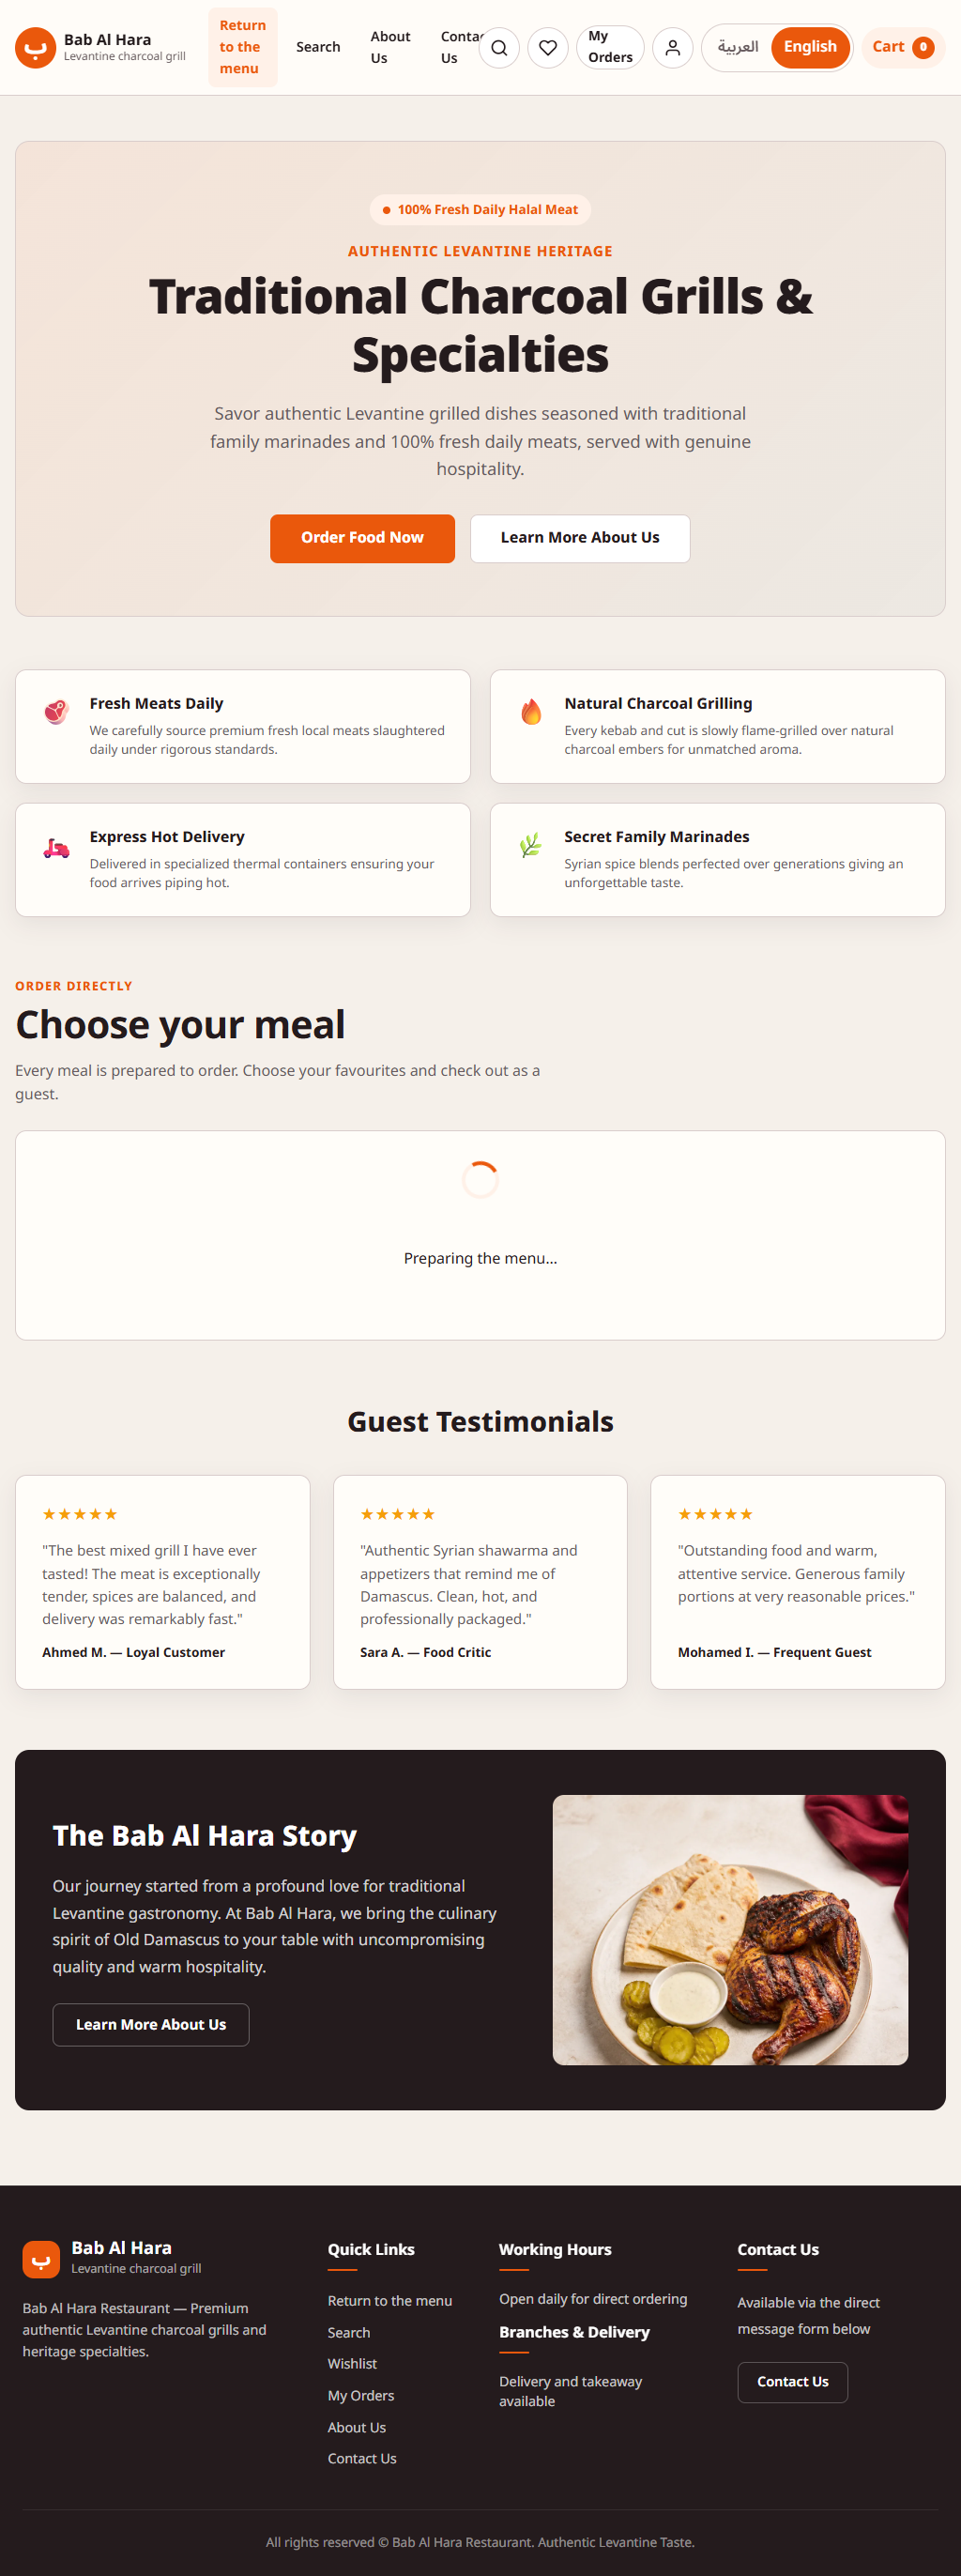 ب
Bab Al Hara
Levantine charcoal grill
Return
to the
menu
Search
About
Us
Contac
Us
My
Orders
العربية
English
Cart 0
100% Fresh Daily Halal Meat
AUTHENTIC LEVANTINE HERITAGE
Traditional Charcoal Grills &
Specialties
Savor authentic Levantine grilled dishes seasoned with traditional
family marinades and 100% fresh daily meats, served with genuine
hospitality.
Order Food Now
Learn More About Us
Fresh Meats Daily
We carefully source premium fresh local meats slaughtered
daily under rigorous standards.
Natural Charcoal Grilling
Every kebab and cut is slowly flame-grilled over natural
charcoal embers for unmatched aroma.
Express Hot Delivery
Delivered in specialized thermal containers ensuring your
food arrives piping hot.
Secret Family Marinades
Syrian spice blends perfected over generations giving an
unforgettable taste.
ORDER DIRECTLY
Choose your meal
Every meal is prepared to order. Choose your favourites and check out as a
guest.
Preparing the menu...
Guest Testimonials
★★★★★
"The best mixed grill I have ever
tasted! The meat is exceptionally
tender, spices are balanced, and
delivery was remarkably fast."
Ahmed M. — Loyal Customer
★★★★★
"Authentic Syrian shawarma and
appetizers that remind me of
Damascus. Clean, hot, and
professionally packaged."
Sara A. — Food Critic
★★★★★
"Outstanding food and warm,
attentive service. Generous family
portions at very reasonable prices."
Mohamed I. — Frequent Guest
The Bab Al Hara Story
Our journey started from a profound love for traditional
Levantine gastronomy. At Bab Al Hara, we bring the culinary
spirit of Old Damascus to your table with uncompromising
quality and warm hospitality.
Learn More About Us
ب
Bab Al Hara
Levantine charcoal grill
Bab Al Hara Restaurant — Premium
authentic Levantine charcoal grills and
heritage specialties.
Quick Links
Return to the menu
Search
Wishlist
My Orders
About Us
Contact Us
Working Hours
Open daily for direct ordering
Branches & Delivery
Delivery and takeaway
available
Contact Us
Available via the direct
message form below
Contact Us
All rights reserved © Bab Al Hara Restaurant. Authentic Levantine Taste.